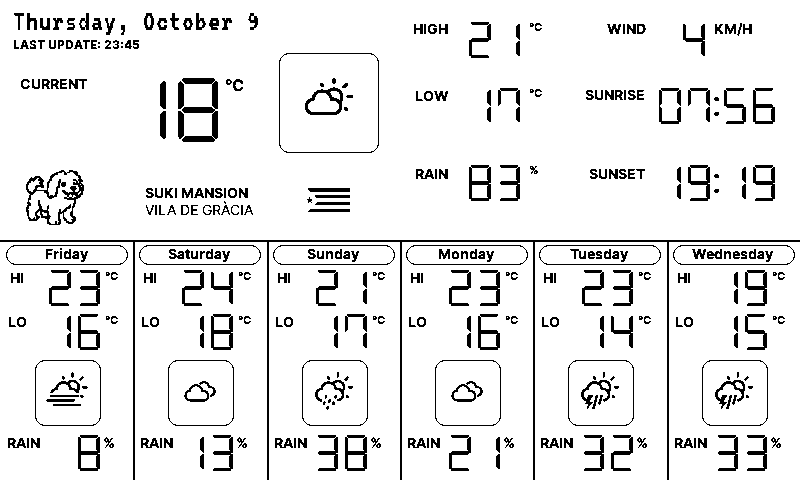 Thursday, October 9
LAST UPDATE: 23:45
CURRENT 18 °C
SUKI MANSION
VILA DE GRÀCIA
HIGH 21 °C
LOW 17 °C
RAIN 83 %
WIND 4 KM/H
SUNRISE 07:56
SUNSET 19:19
Friday
HI 23 °C
LO 16 °C
RAIN 8 %
Saturday
HI 24 °C
LO 18 °C
RAIN 13 %
Sunday
HI 21 °C
LO 17 °C
RAIN 38 %
Monday
HI 23 °C
LO 16 °C
RAIN 21 %
Tuesday
HI 23 °C
LO 14 °C
RAIN 32 %
Wednesday
HI 19 °C
LO 15 °C
RAIN 33 %